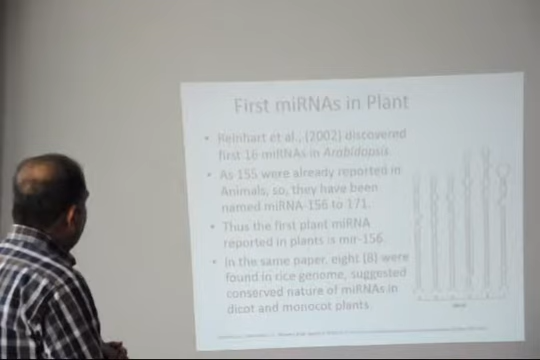 First miRNAs in Plant
• Reinhart et al., (2002) discovered
first 16 miRNAs in Arabidopsis.
• As 155 were already reported in
Animals, so, they have been
named miRNA-156 to 171.
• Thus the first plant miRNA
reported in plants is mir-156.
• In the same paper, eight (8) were
found in rice genome, suggested
conserved nature of miRNAs in
dicot and monocot plants.